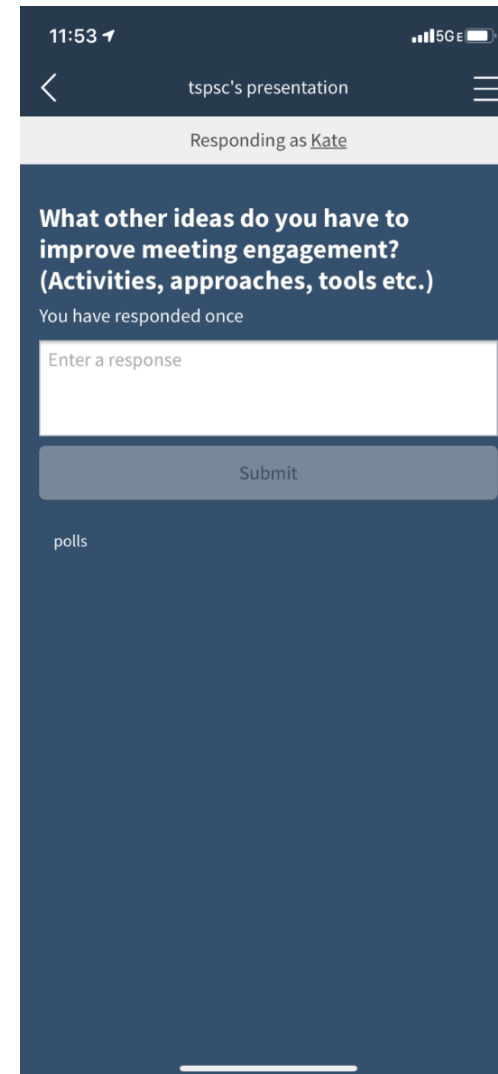 11:53
5G E
tspsc's presentation
Responding as Kate
What other ideas do you have to
improve meeting engagement?
(Activities, approaches, tools etc.)
You have responded once
Enter a response
Submit
polls